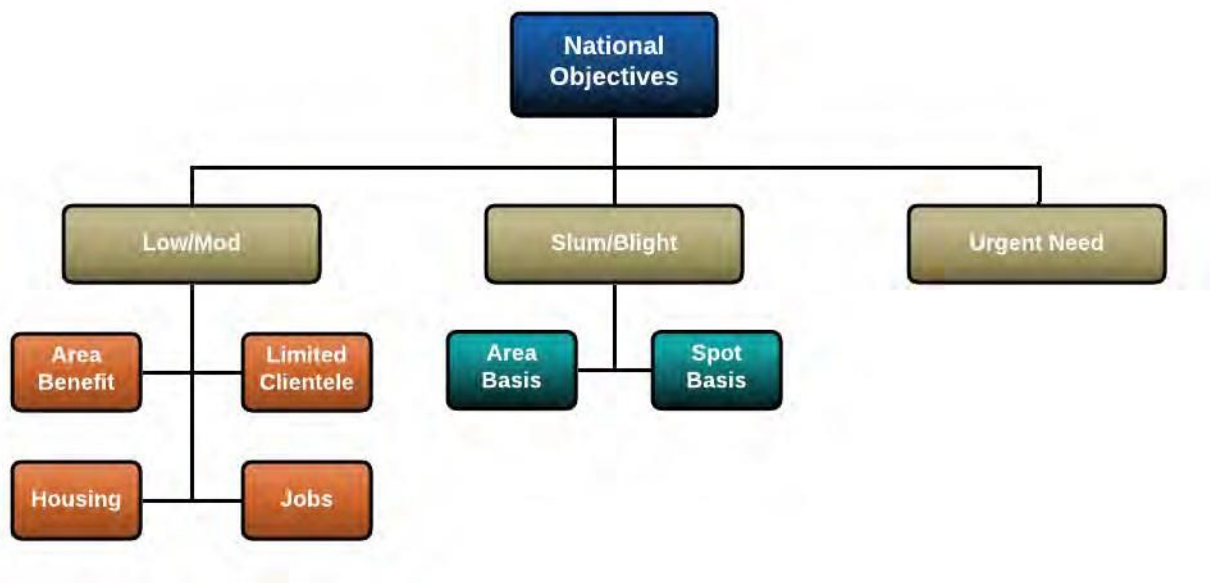 National
Objectives
Low/Mod
Slum/Blight
Urgent Need
Area
Benefit
Limited
Clientele
Area
Basis
Spot
Basis
Housing
Jobs